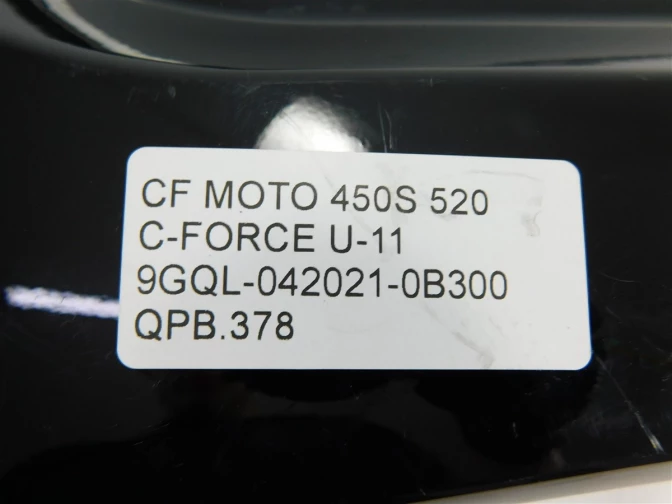 CF MOTO 450S 520
C-FORCE U-11
9GQL-042021-0B300
QPB.378